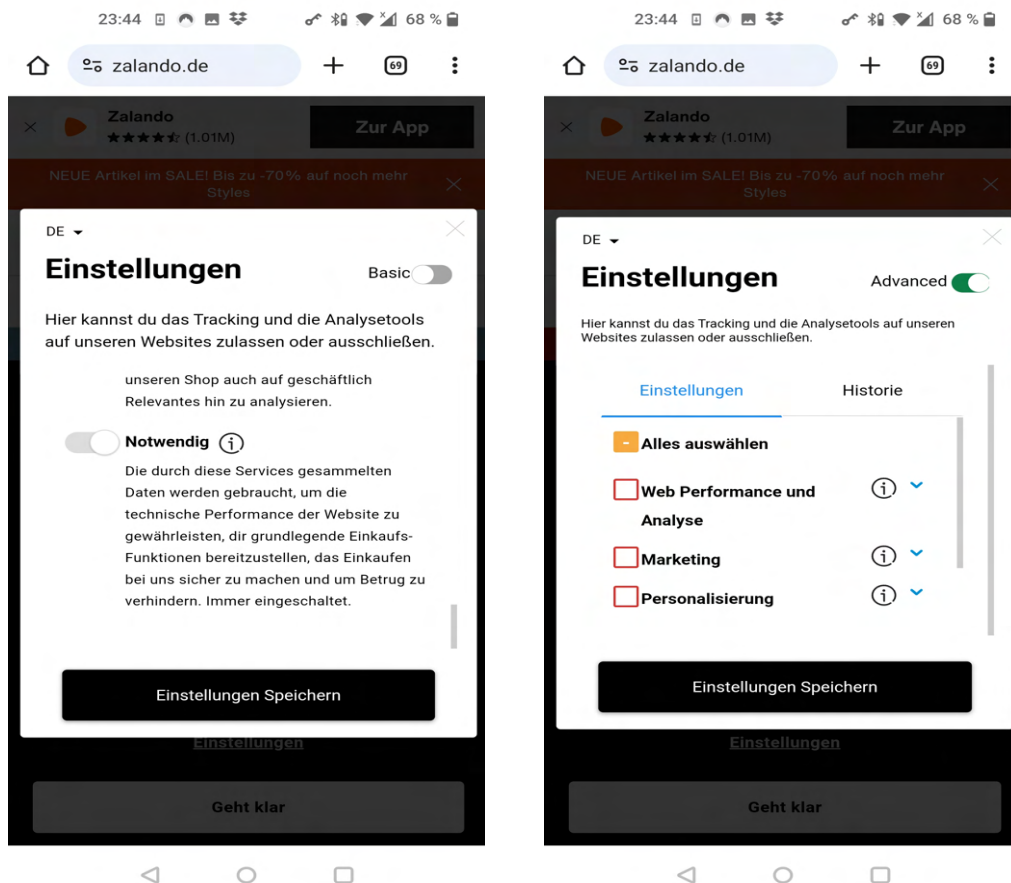 23:44 68 %
zalando.de 69
Zalando
(1.01M)
Zur App
NEUE Artikel im SALE! Bis zu -70% auf noch mehr
Styles
DE
Einstellungen
Basic
Hier kannst du das Tracking und die Analysetools
auf unseren Websites zulassen oder ausschließen.
unseren Shop auch auf geschäftlich
Relevantes hin zu analysieren.
Notwendig
Die durch diese Services gesammelten
Daten werden gebraucht, um die
technische Performance der Website zu
gewährleisten, dir grundlegende Einkaufs-
Funktionen bereitzustellen, das Einkaufen
bei uns sicher zu machen und um Betrug zu
verhindern. Immer eingeschaltet.
Einstellungen Speichern
Einstellungen
Geht klar
23:44 68 %
zalando.de 69
Zalando
(1.01M)
Zur App
NEUE Artikel im SALE! Bis zu -70% auf noch mehr
Styles
DE
Einstellungen
Advanced
Hier kannst du das Tracking und die Analysetools auf unseren
Websites zulassen oder ausschließen.
Einstellungen Historie
Alles auswählen
Web Performance und
Analyse
Marketing
Personalisierung
Einstellungen Speichern
Einstellungen
Geht klar